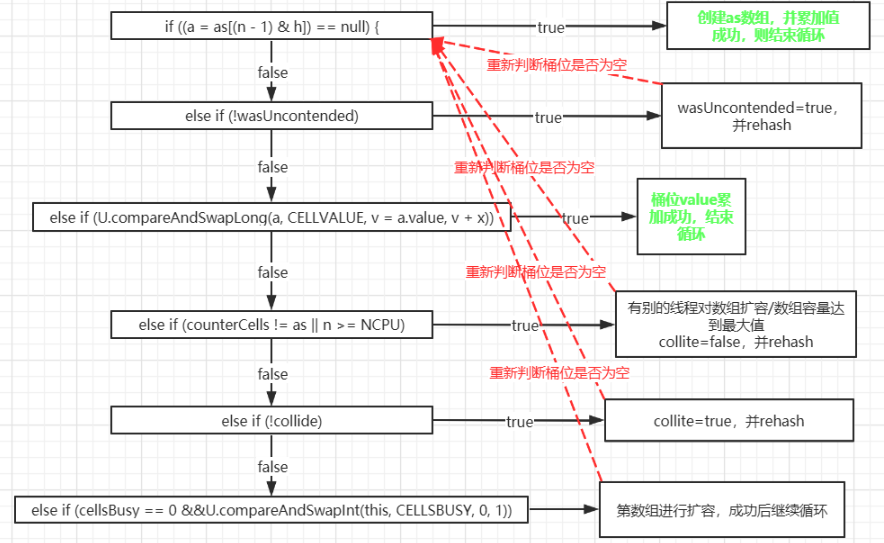 if ((a = as[(n - 1) & h]) == null) {
true
创建as数组，并累加值
成功，则结束循环
重新判断桶位是否为空
false
else if (!wasUncontended)
true
wasUncontended=true，
并rehash
false
重新判断桶位是否为空
else if (U.compareAndSwapLong(a, CELLVALUE, v = a.value, v + x))
true
桶位value累
加成功，结束
循环
false
重新判断桶位是否为空
else if (counterCells != as || n >= NCPU)
true
有别的线程对数组扩容/数组容量达
到最大值
collite=false，并rehash
false
重新判断桶位是否为空
else if (!collide)
true
collite=true，并rehash
false
else if (cellsBusy == 0 &&U.compareAndSwapInt(this, CELLSBUSY, 0, 1))
第数组进行扩容，成功后继续循环